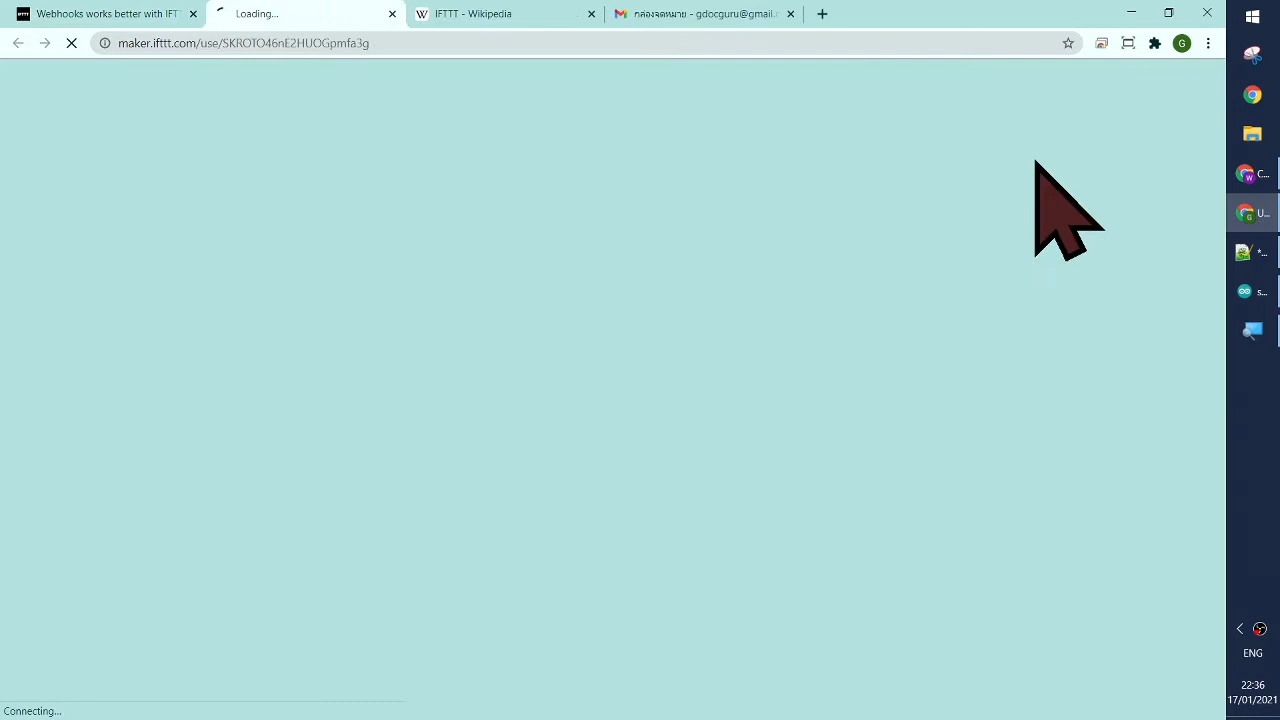 Webhooks works better with IFTT
Loading...
IFTTT - Wikipedia
กล่องจดหมาย - gdocguru@gmail.c
maker.ifttt.com/use/SKROTO46nE2HUOGpmfa3g
G
C...
U...
*...
s...
ENG
22:36
17/01/2021
Connecting...